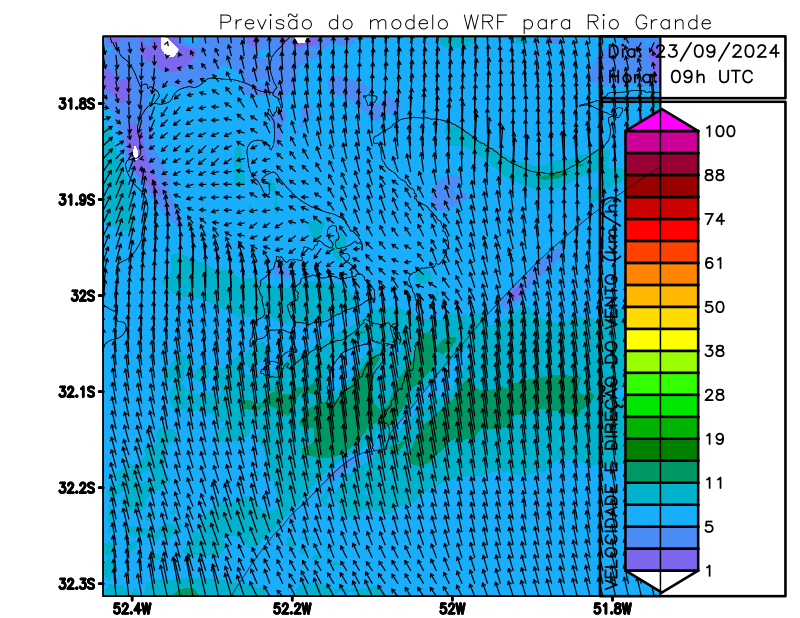 Previsão do modelo WRF para Rio Grande
Dia: 23/09/2024
Hora: 09h UTC
31.8S
31.9S
32S
32.1S
32.2S
32.3S
52.4W
52.2W
52W
51.8W
VELOCIDADE E DIREÇÃO DO VENTO (km/h)
100
88
74
61
50
38
28
19
11
5
1